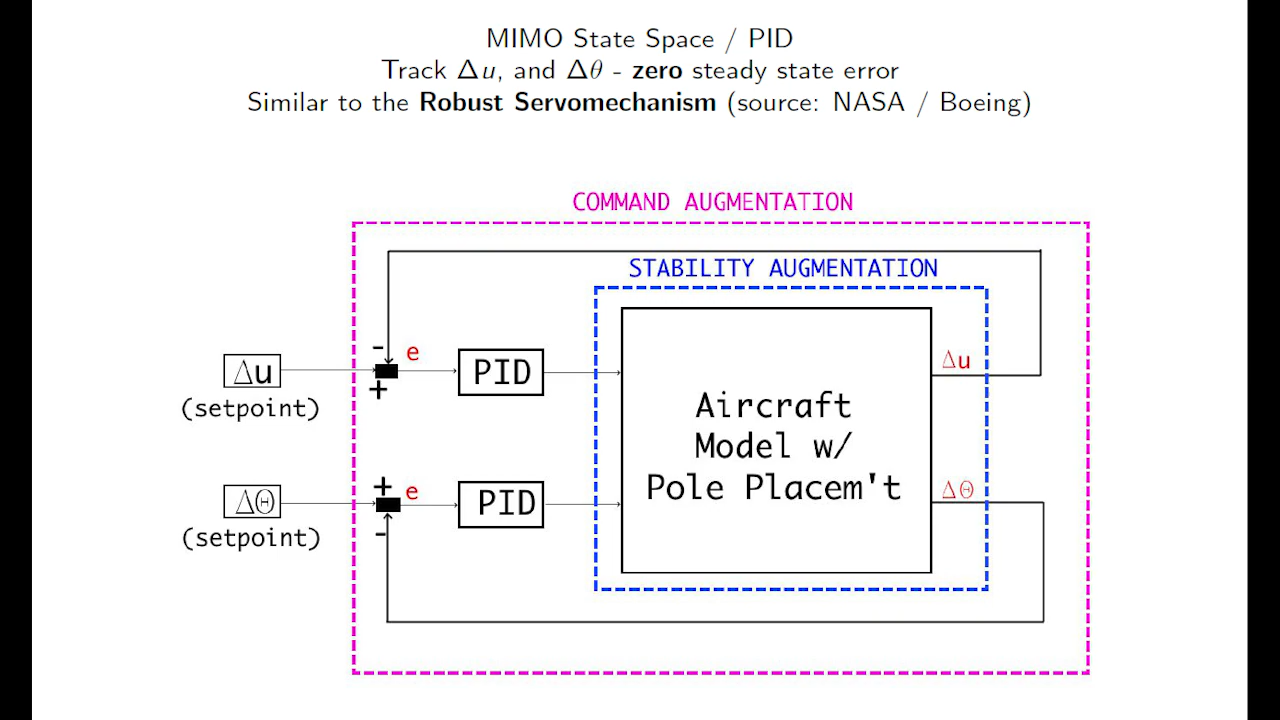 MIMO State Space / PID
Track Δu, and Δθ - zero steady state error
Similar to the Robust Servomechanism (source: NASA / Boeing)
COMMAND AUGMENTATION
STABILITY AUGMENTATION
Δu
(setpoint)
-
+
e
PID
Aircraft
Model w/
Pole Placem't
Δu
ΔΘ
(setpoint)
+
-
e
PID
ΔΘ